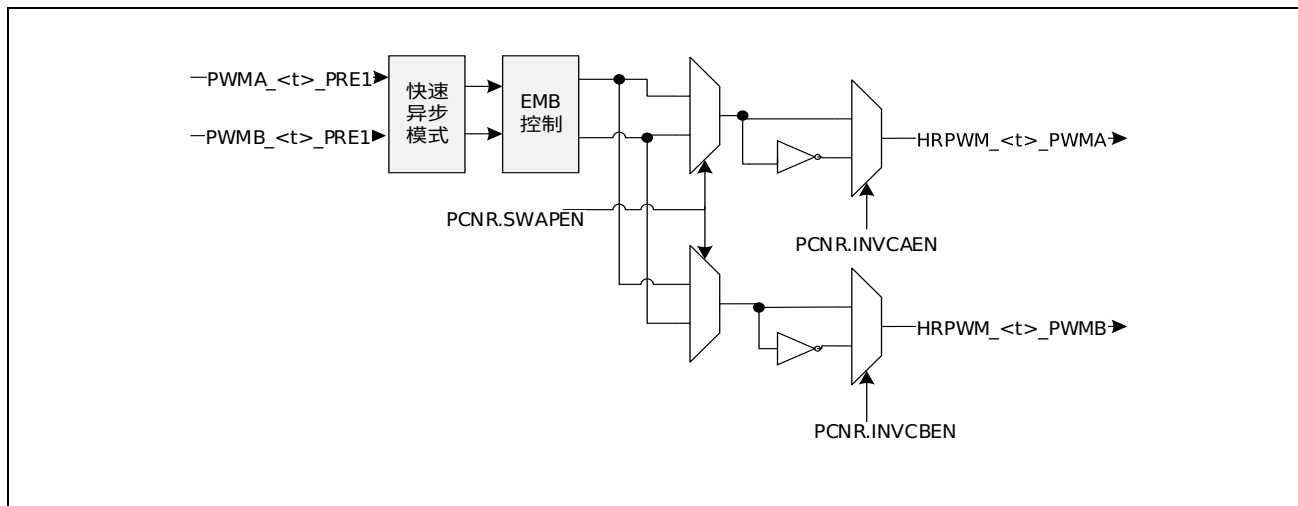 PWMA_<t>_PRE1
PWMB_<t>_PRE1
快速
异步
模式
EMB
控制
PCNR.SWAPEN
HRPWM_<t>_PWMA
PCNR.INVCAEN
HRPWM_<t>_PWMB
PCNR.INVCBEN